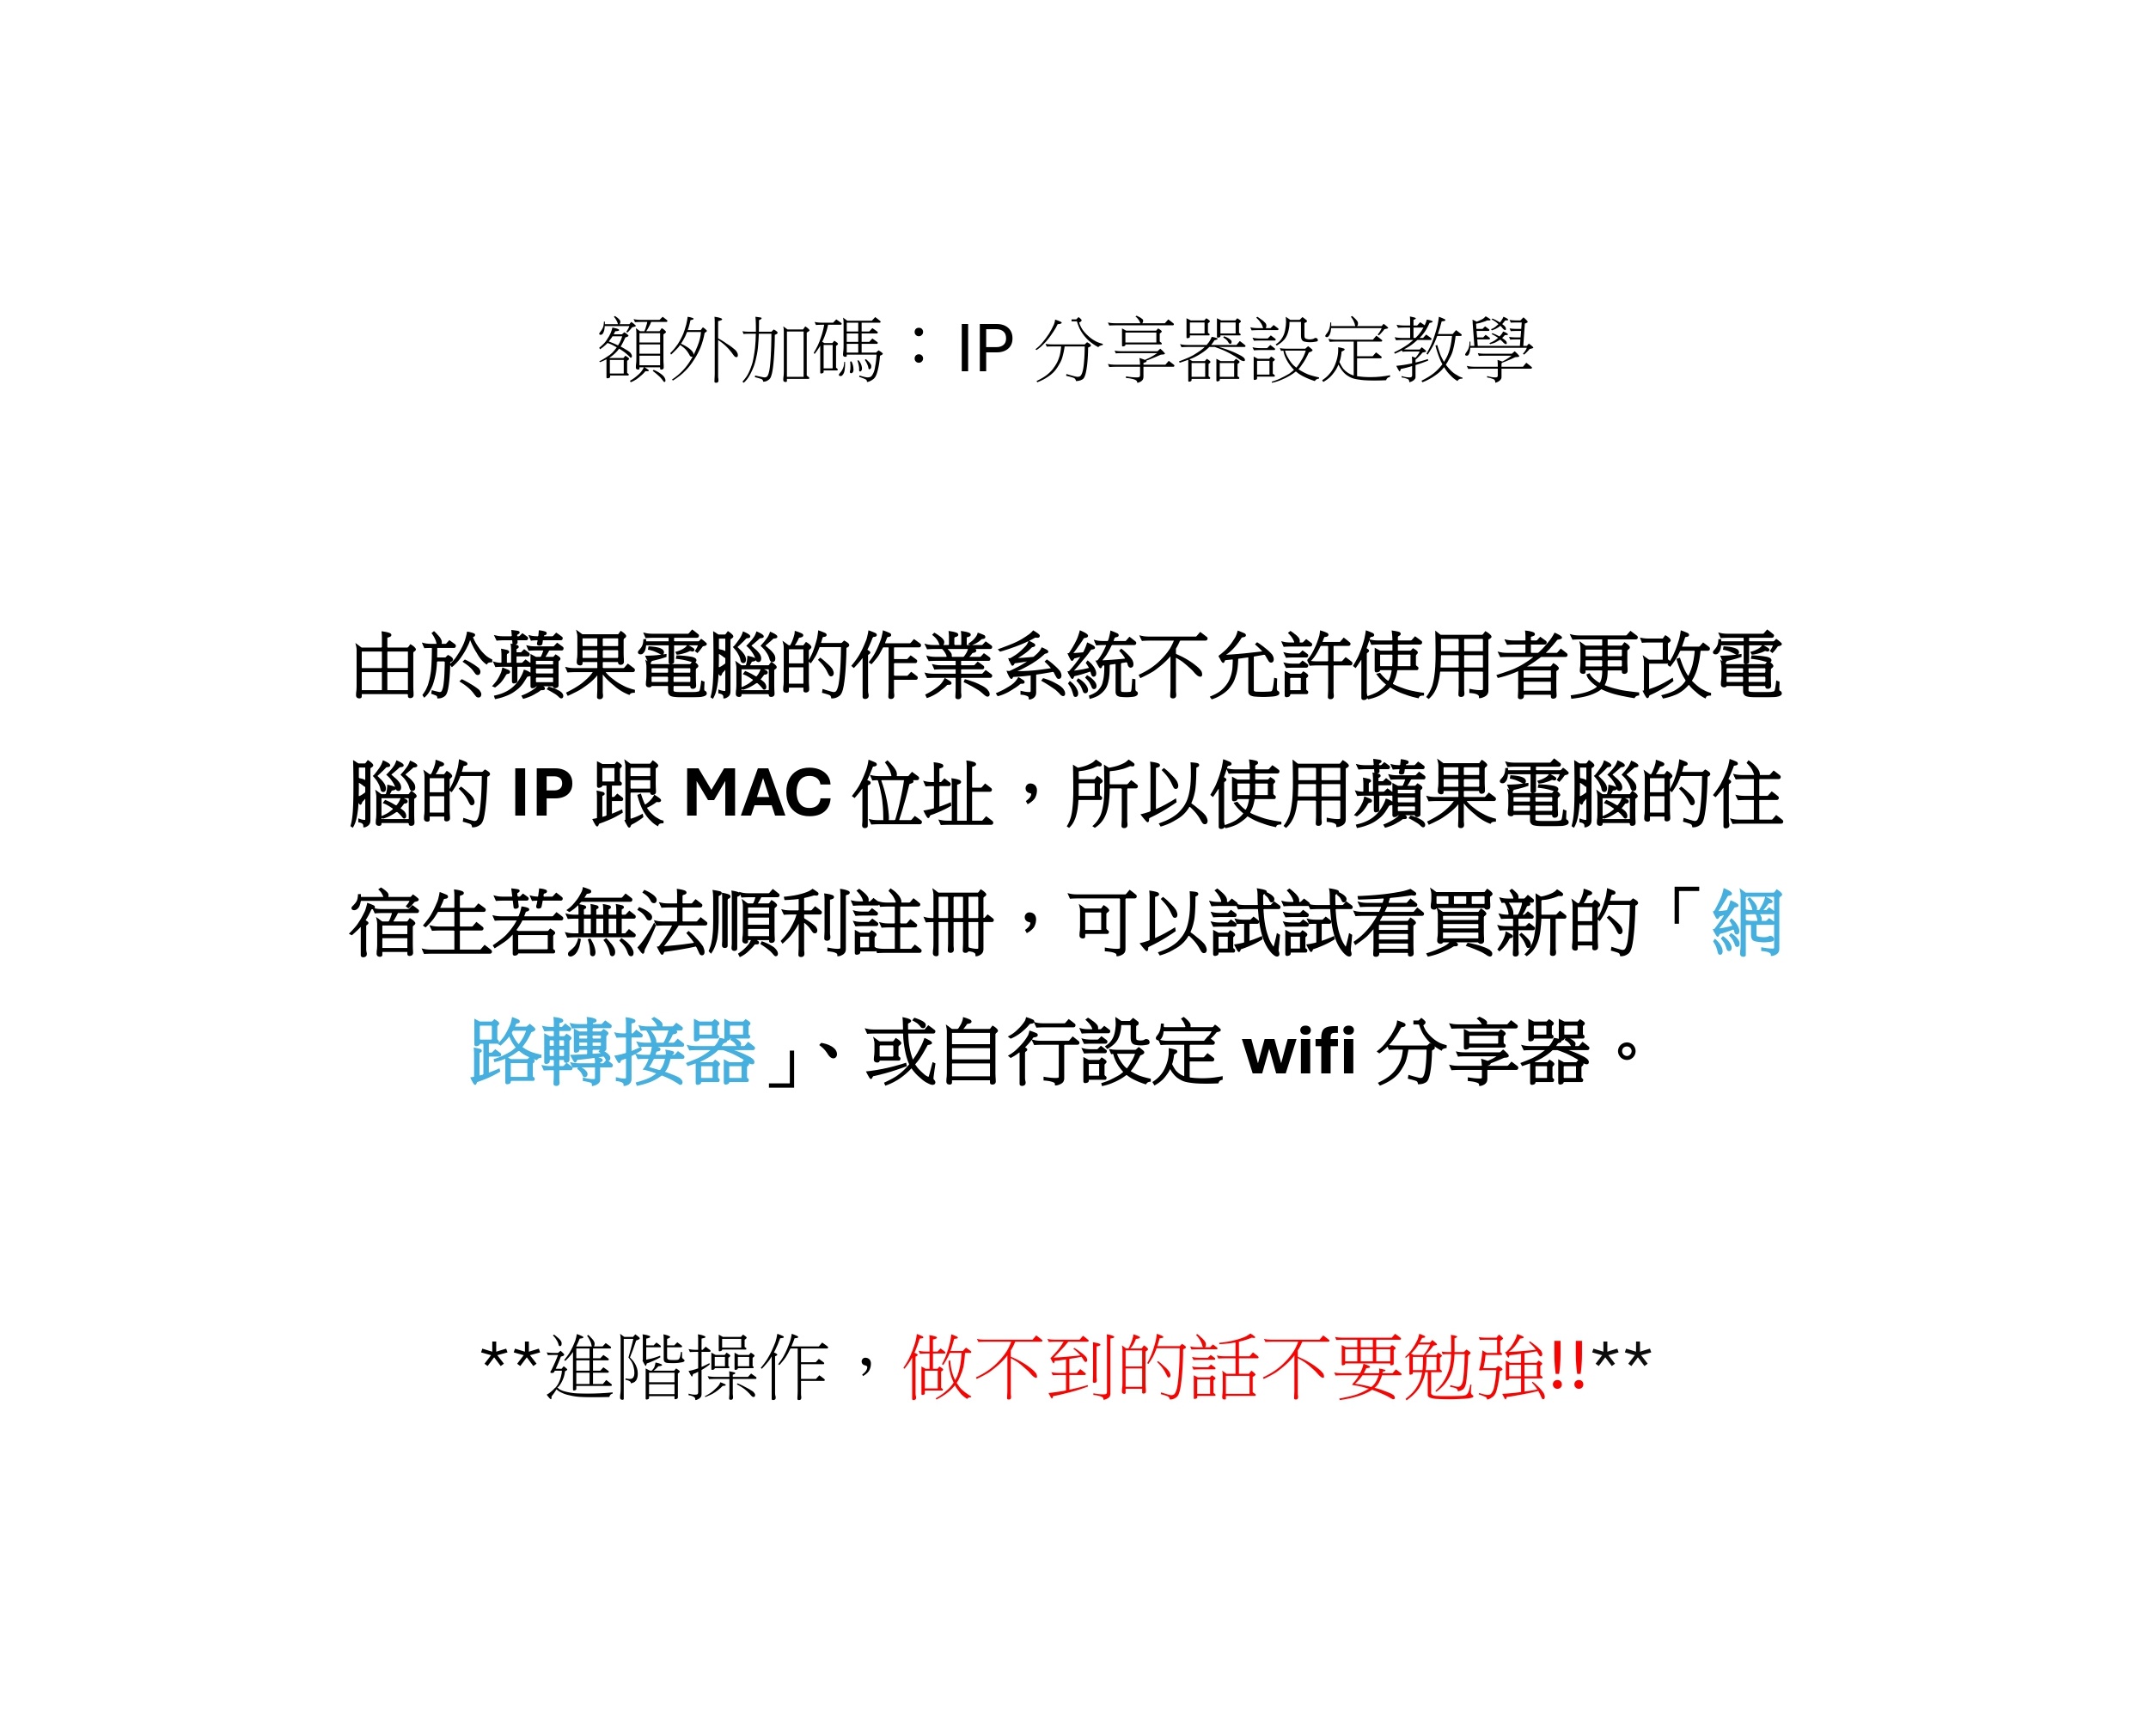 額外加碼：IP 分享器設定教學
由於蘋果電腦的作業系統不允許使用者更改電
腦的 IP 跟 MAC 位址，所以使用蘋果電腦的住
宿生若無法順利註冊，可以試試看賣新的「網
路轉接器」、或自行設定 wifi 分享器。
**進階操作，做不到的話不要勉強!!**